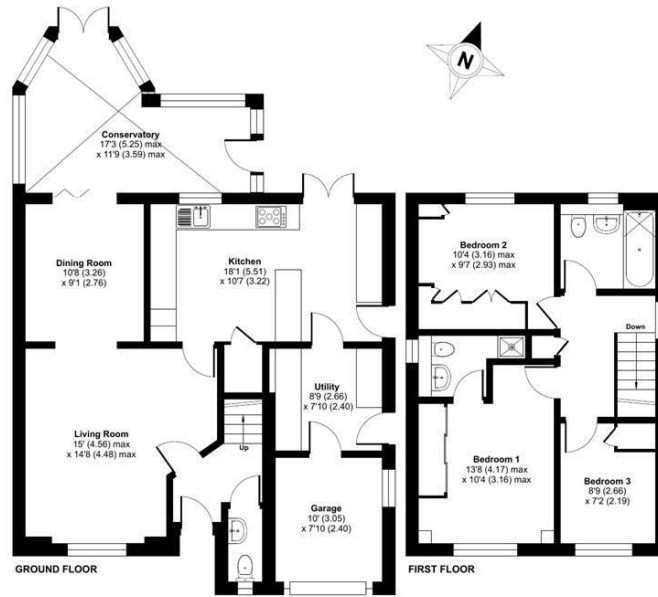 N
Conservatory
17'3 (5.25) max
x 11'9 (3.59) max
Dining Room
10'8 (3.26)
x 9'1 (2.76)
Kitchen
18'1 (5.51)
x 10'7 (3.22)
Utility
8'9 (2.66)
x 7'10 (2.40)
Living Room
15' (4.56) max
x 14'8 (4.48) max
Up
Garage
10' (3.05)
x 7'10 (2.40)
GROUND FLOOR
Bedroom 2
10'4 (3.16) max
x 9'7 (2.93) max
Down
Bedroom 1
13'8 (4.17) max
x 10'4 (3.16) max
Bedroom 3
8'9 (2.66)
x 7'2 (2.19)
FIRST FLOOR